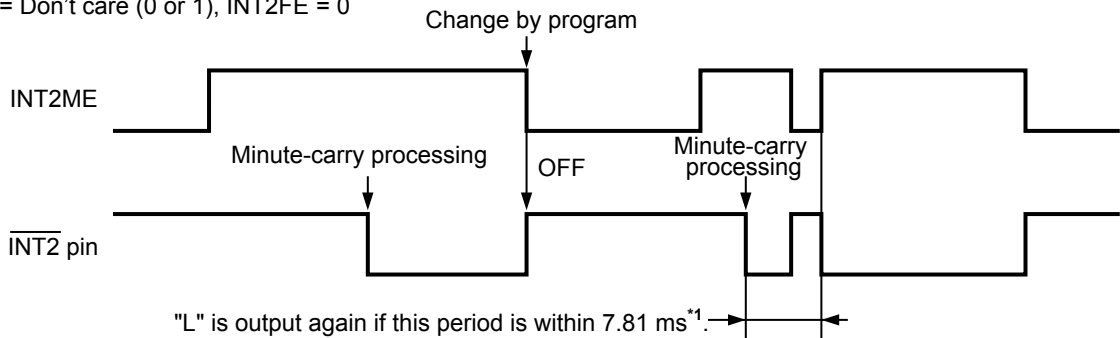 = Don't care (0 or 1), INT2FE = 0
Change by program
INT2ME
Minute-carry processing
OFF
Minute-carry
processing
INT2 pin
"L" is output again if this period is within 7.81 ms*1.